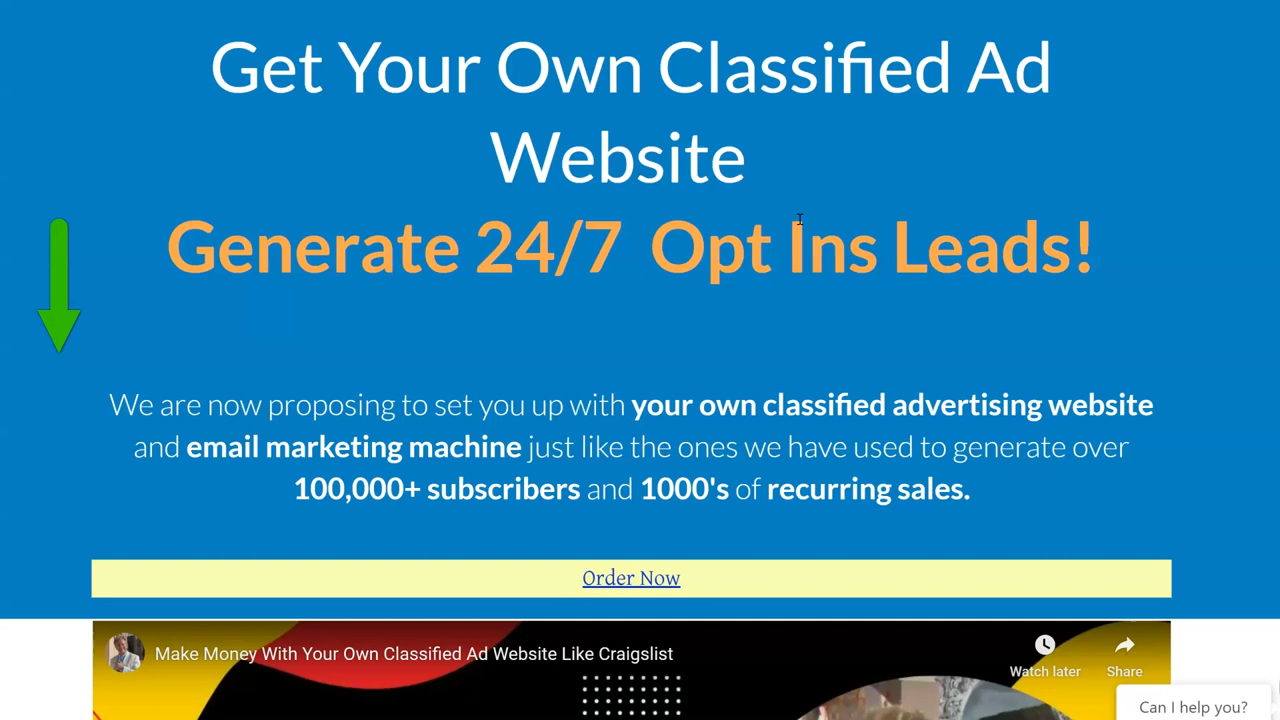 Get Your Own Classified Ad
Website
Generate 24/7 Opt Ins Leads!
We are now proposing to set you up with your own classified advertising website
and email marketing machine just like the ones we have used to generate over
100,000+ subscribers and 1000's of recurring sales.
Order Now
Make Money With Your Own Classified Ad Website Like Craigslist
Watch later
Share
Can I help you?